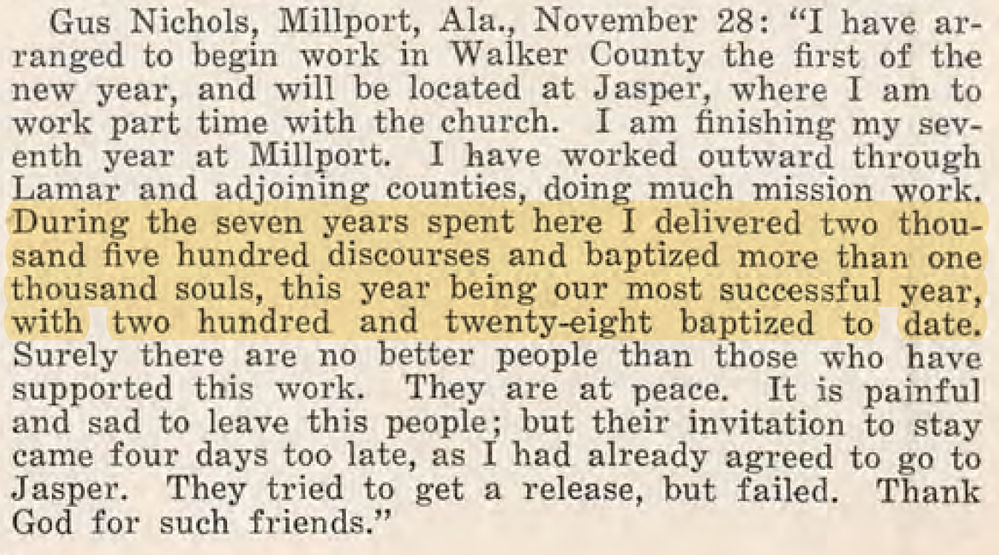 Gus Nichols, Millport, Ala., November 28: “I have ar-
ranged to begin work in Walker County the first of the
new year, and will be located at Jasper, where I am to
work part time with the church. I am finishing my sev-
enth year at Millport. I have worked outward through
Lamar and adjoining counties, doing much mission work.
During the seven years spent here I delivered two thou-
sand five hundred discourses and baptized more than one
thousand souls, this year being our most successful year,
with two hundred and twenty-eight baptized to date.
Surely there are no better people than those who have
supported this work. They are at peace. It is painful
and sad to leave this people; but their invitation to stay
came four days too late, as I had already agreed to go to
Jasper. They tried to get a release, but failed. Thank
God for such friends.”